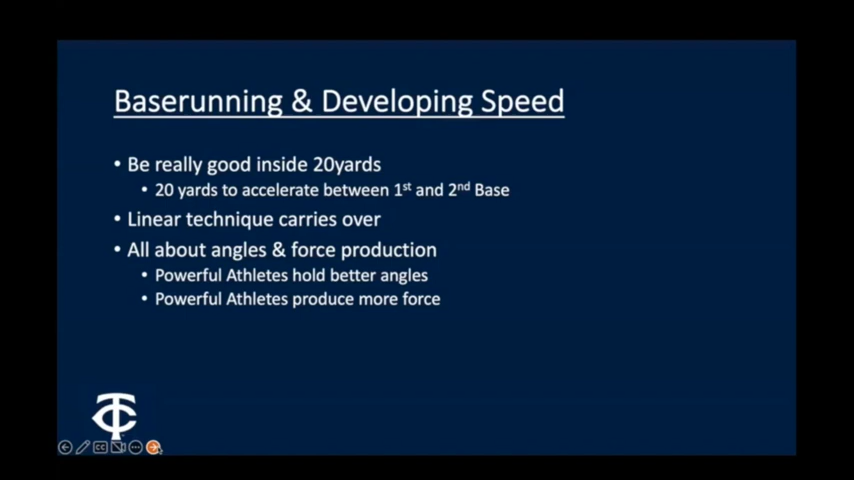 Baserunning & Developing Speed
• Be really good inside 20yards
• 20 yards to accelerate between 1st and 2nd Base
• Linear technique carries over
• All about angles & force production
• Powerful Athletes hold better angles
• Powerful Athletes produce more force
TC
CC